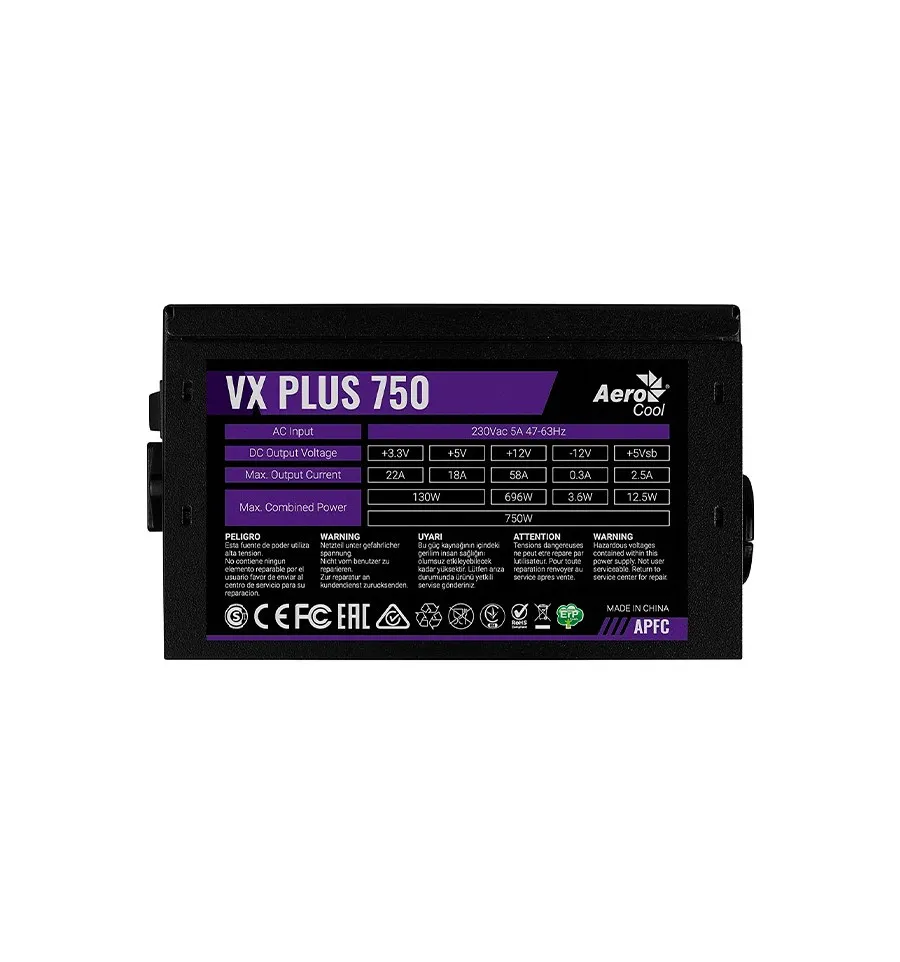 VX PLUS 750
Aero
Cool
AC Input 230Vac 5A 47-63Hz
DC Output Voltage +3.3V +5V +12V -12V +5Vsb
Max. Output Current 22A 18A 58A 0.3A 2.5A
Max. Combined Power 130W 696W 3.6W 12.5W
750W
PELIGRO
Esta fuente de poder utiliza
alta tension.
No contiene ningun
elemento reparable por el
usuario favor de enviar al
centro de servicio para su
reparacion.
WARNING
Netzteil unter gefahrlicher
spannung.
Nicht vom benutzer zu
reparieren.
Zur reparatur an
kundendienst zurucksenden.
UYARI
Bu güç kaynağının içindeki
gerilim insan sağlığını
olumsuz etkileyebilecek
kadar yüksektir. Lütfen arıza
durumunda ürünü yetkili
servise gönderiniz.
ATTENTION
Tensions dangereuses
ne peut etre repare par
lutilisateur. Pour toute
reparation renvoyer au
service apres vente.
WARNING
Hazardous voltages
contained within this
power supply. Not user
serviceable. Return to
service center for repair.
S CE FC EAC RoHS ErP
MADE IN CHINA
APFC